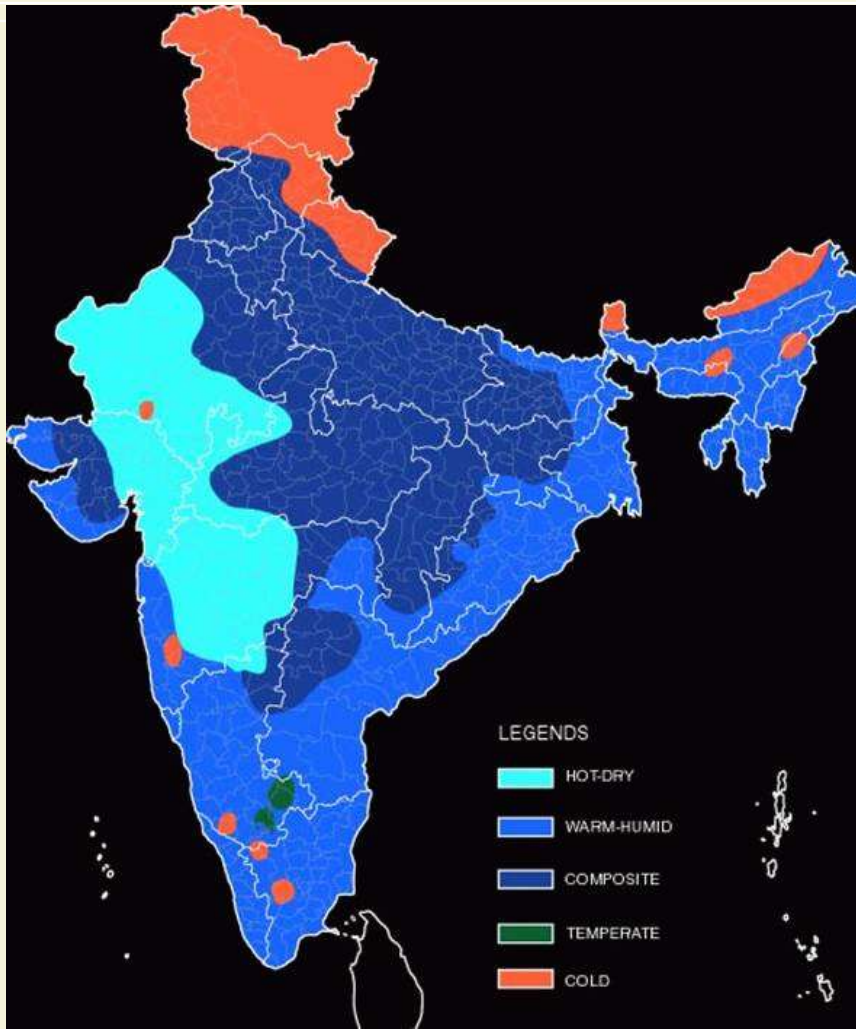 LEGENDS
HOT-DRY
WARM-HUMID
COMPOSITE
TEMPERATE
COLD